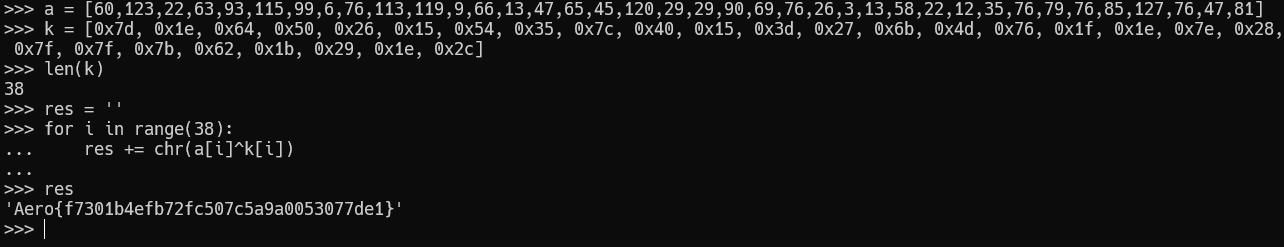 >>> a = [60,123,22,63,93,115,99,6,76,113,119,9,66,13,47,65,45,120,29,29,90,69,76,26,3,13,58,22,12,35,76,79,76,85,127,76,47,81]
>>> k = [0x7d, 0x1e, 0x64, 0x50, 0x26, 0x15, 0x54, 0x35, 0x7c, 0x40, 0x15, 0x3d, 0x27, 0x6b, 0x4d, 0x76, 0x1f, 0x1e, 0x7e, 0x28,
0x7f, 0x7f, 0x7b, 0x62, 0x1b, 0x29, 0x1e, 0x2c]
>>> len(k)
38
>>> res = ''
>>> for i in range(38):
...     res += chr(a[i]^k[i])
...
>>> res
'Aero{f7301b4efb72fc507c5a9a0053077de1}'
>>>